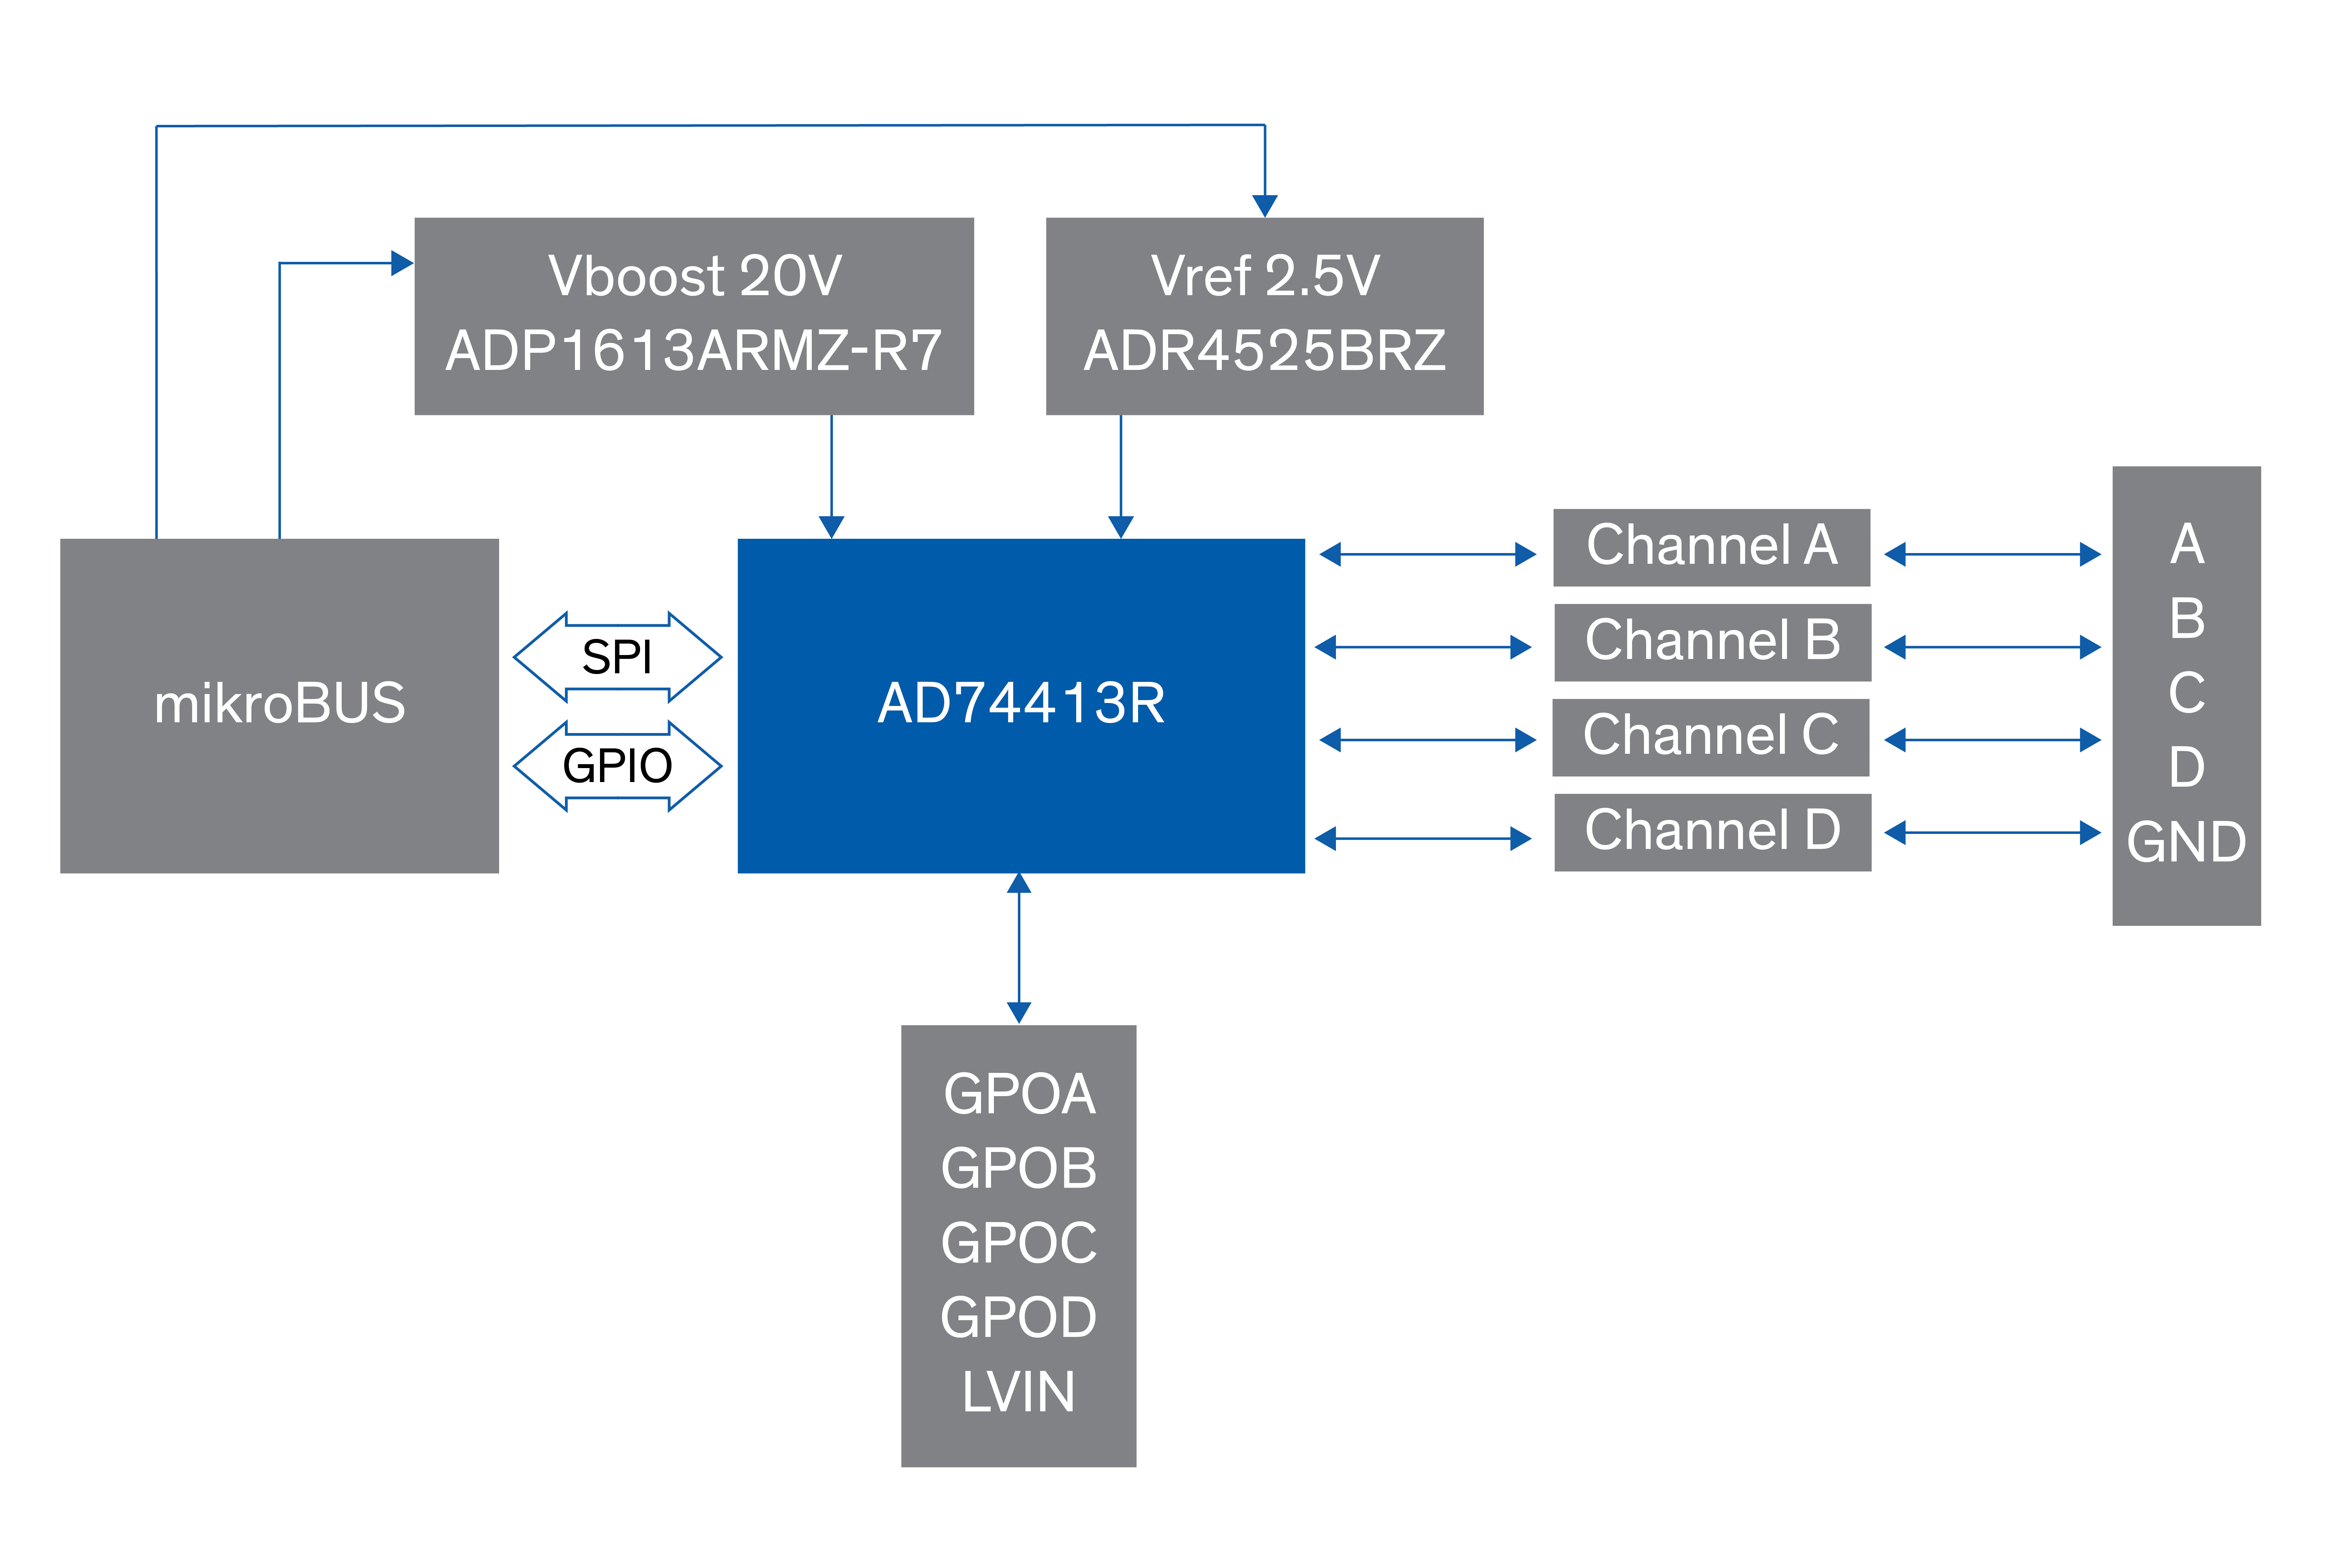 Vboost 20V
ADP1613ARMZ-R7
Vref 2.5V
ADR4525BRZ
mikroBUS
SPI
GPIO
AD74413R
Channel A
Channel B
Channel C
Channel D
A
B
C
D
GND
GPOA
GPOB
GPOC
GPOD
LVIN